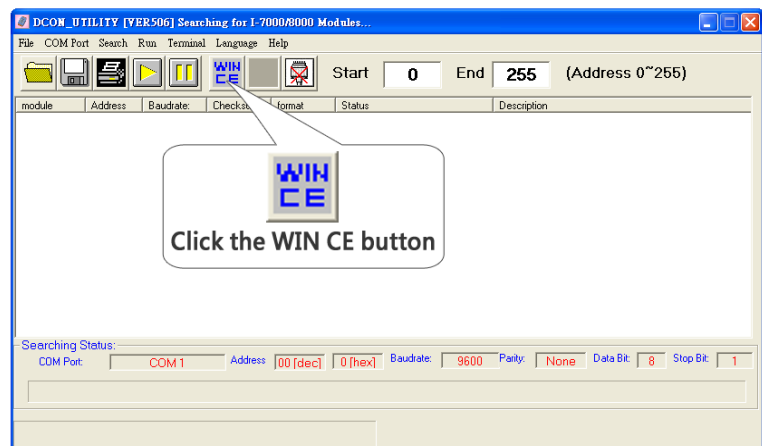 DCON_UTILITY [VER506] Searching for I-7000/8000 Modules...
File COM Port Search Run Terminal Language Help
WIN CE Start 0 End 255 (Address 0~255)
module Address Baudrate: format Status Description
WIN
CE
Click the WIN CE button
Searching Status:
COM Port: COM 1 Address 00 [dec] 0 [hex] Baudrate: 9600 Parity: None Data Bit: 8 Stop Bit: 1